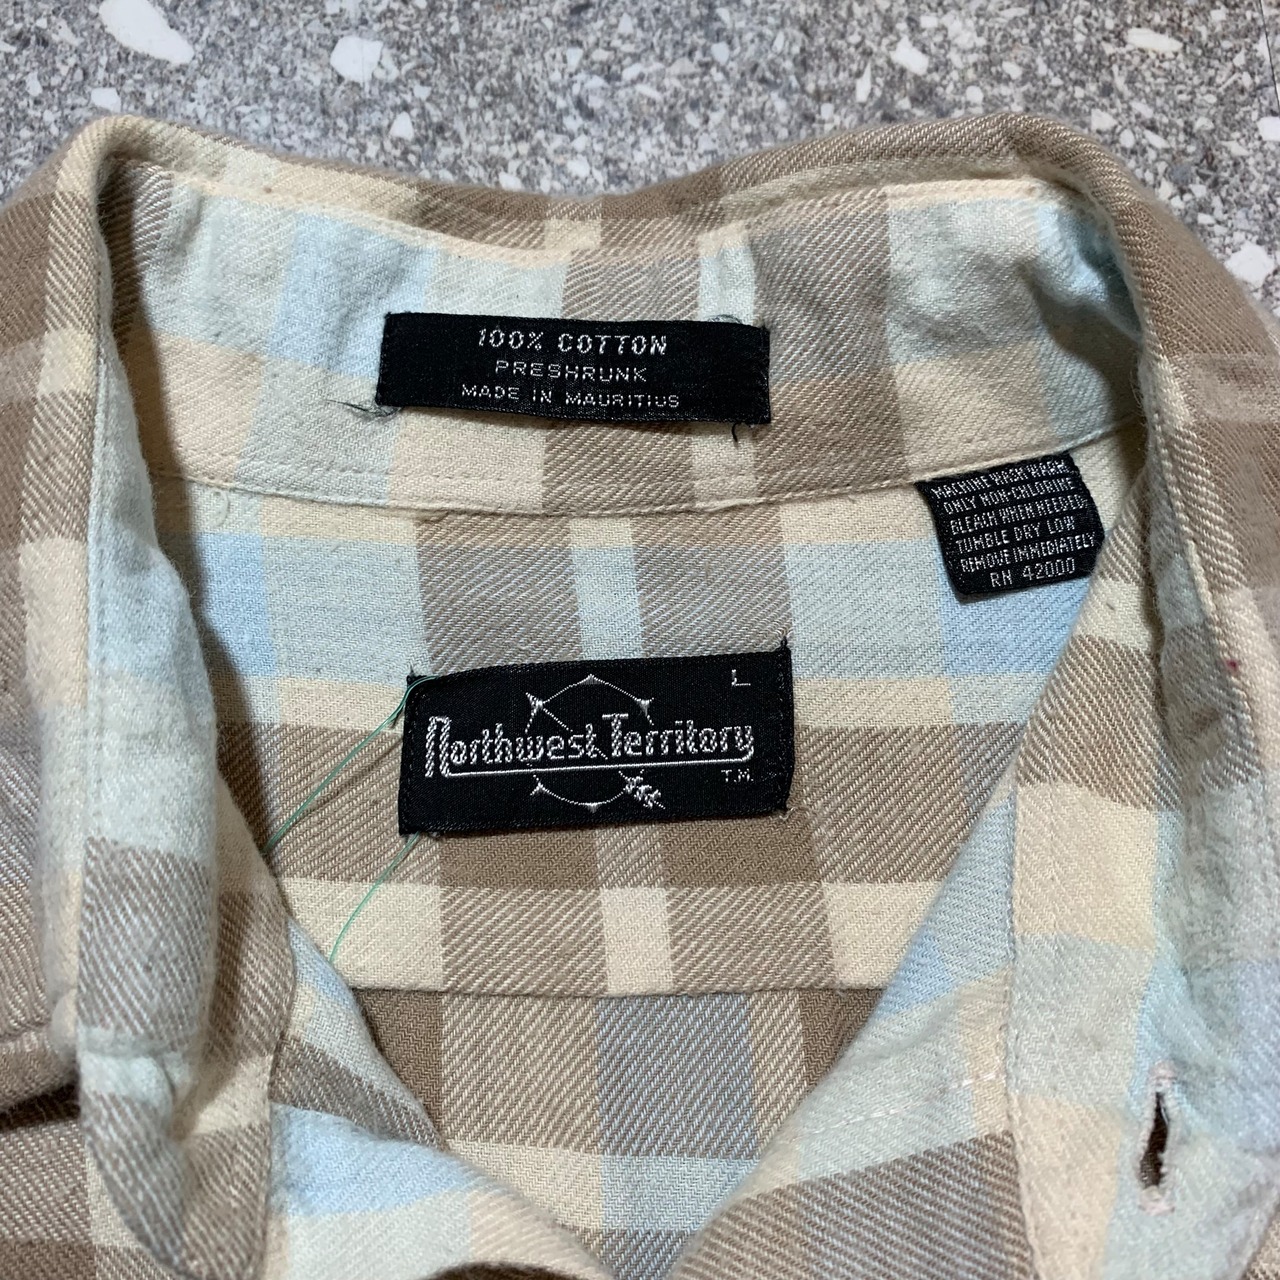 100% COTTON
PRESHRUNK
MADE IN MAURITIUS
MACHINE WASH WARM
ONLY NON-CHLORINE
BLEACH WHEN NEEDED
TUMBLE DRY LOW
REMOVE IMMEDIATELY
RN 42000
L
Northwest Territory
T.M.